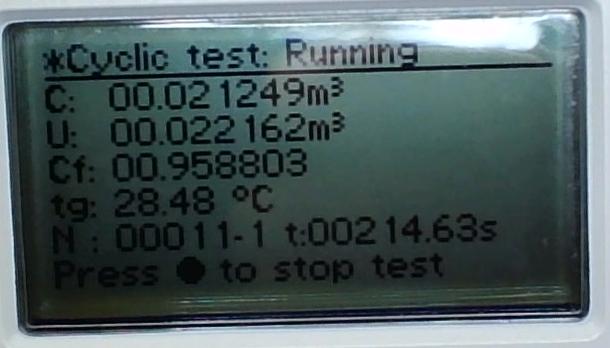 *Cyclic test: Running
C: 00.021249m³
U: 00.022162m³
Cf: 00.958803
tg: 28.48 °C
N : 00011-1 t:00214.63s
Press ● to stop test